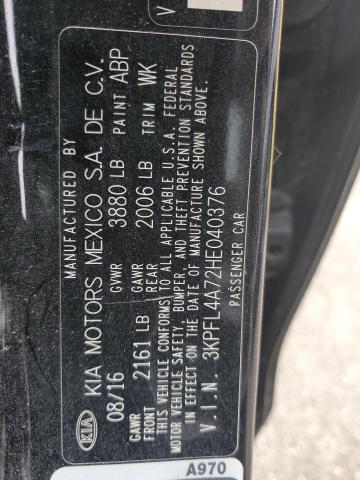 MANUFACTURED BY
KIA KIA MOTORS MEXICO S.A. DE C.V.
08/16 GVWR 3880 LB PAINT ABP
GAWR FRONT 2161 LB GAWR REAR 2006 LB TRIM WK
THIS VEHICLE CONFORMS TO ALL APPLICABLE U.S.A. FEDERAL
MOTOR VEHICLE SAFETY, BUMPER, AND THEFT PREVENTION STANDARDS
IN EFFECT ON THE DATE OF MANUFACTURE SHOWN ABOVE.
V.I.N. 3KPFL4A72HE040376
PASSENGER CAR
A970
V